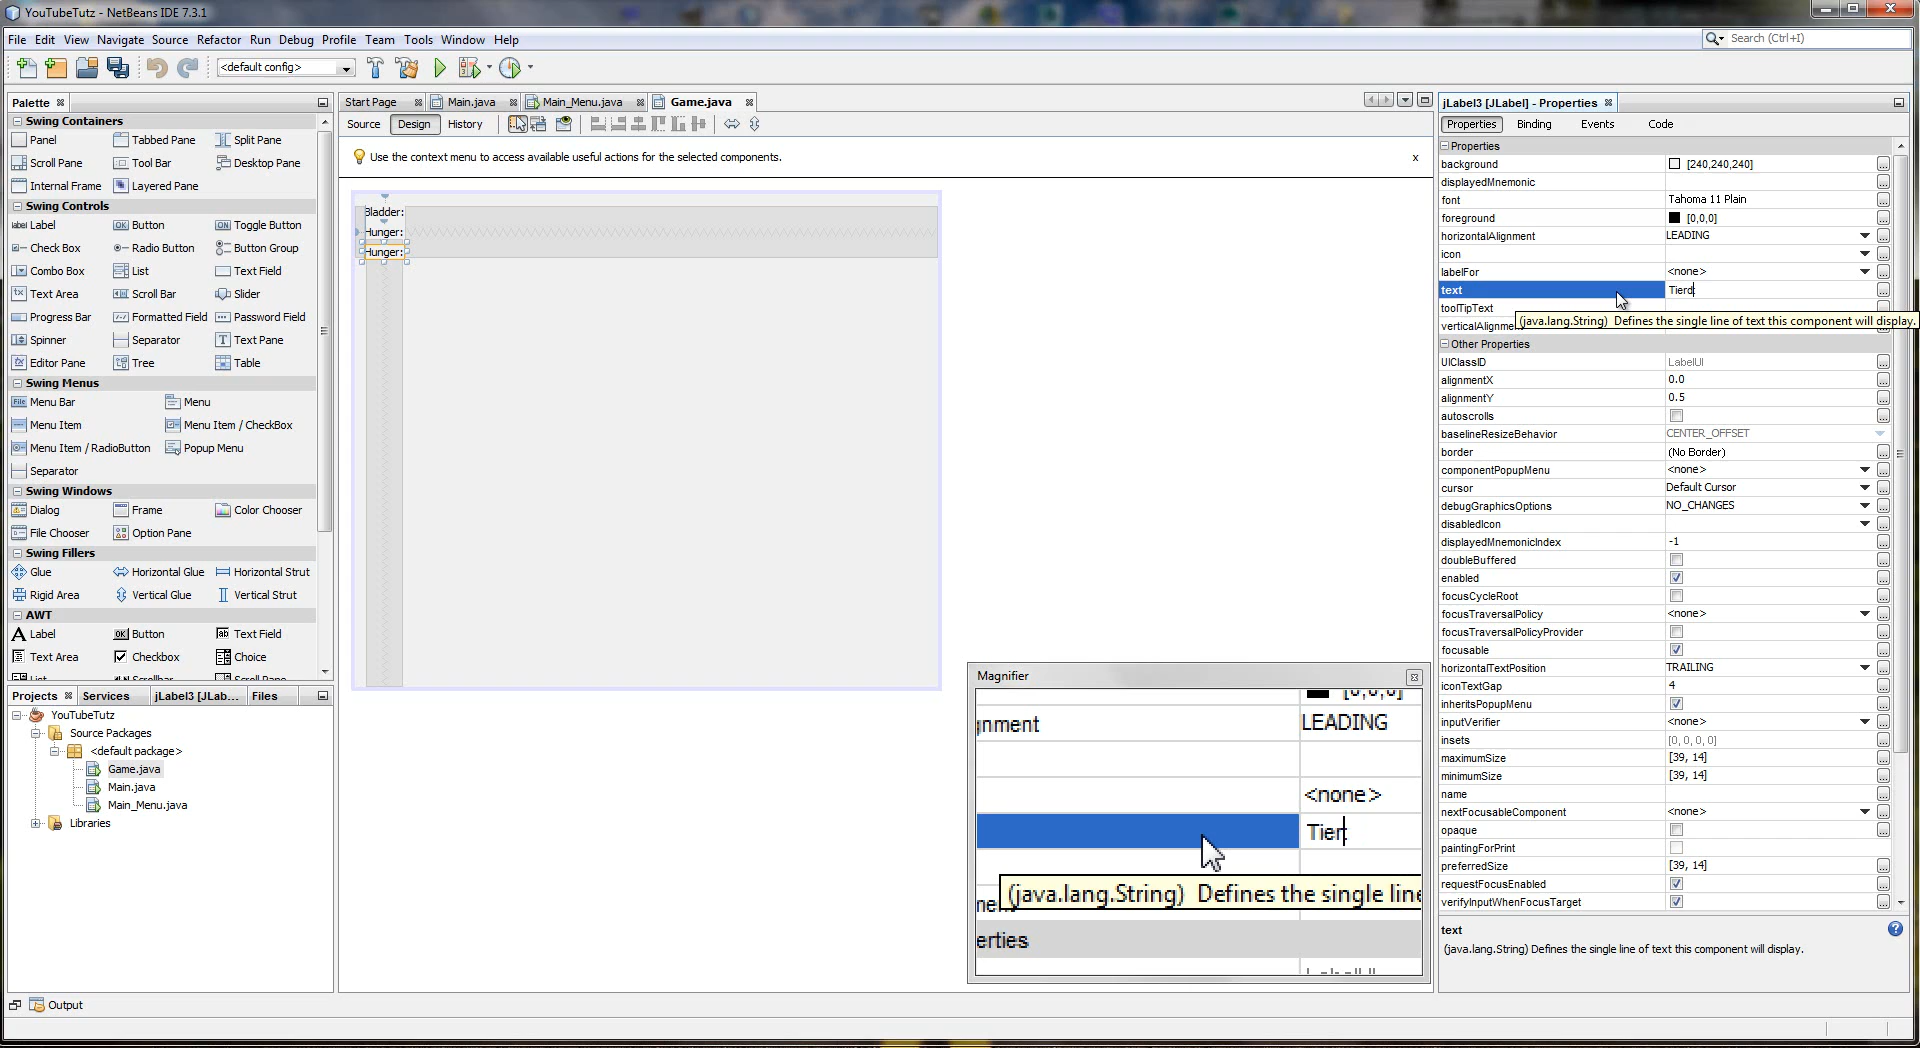 YouTubeTutz - NetBeans IDE 7.3.1
File Edit View Navigate Source Refactor Run Debug Profile Team Tools Window Help
Search (Ctrl+I)
<default config>
Palette
Swing Containers
Panel Tabbed Pane Split Pane
Scroll Pane Tool Bar Desktop Pane
Internal Frame Layered Pane
Swing Controls
label Label OK Button ON Toggle Button
Check Box Radio Button Button Group
Combo Box List Text Field
Text Area Scroll Bar Slider
Progress Bar Formatted Field Password Field
Spinner Separator Text Pane
Editor Pane Tree Table
Swing Menus
Menu Bar Menu
Menu Item Menu Item / CheckBox
Menu Item / RadioButton Popup Menu
Separator
Swing Windows
Dialog Frame Color Chooser
File Chooser Option Pane
Swing Fillers
Glue Horizontal Glue Horizontal Strut
Rigid Area Vertical Glue Vertical Strut
AWT
Label Button Text Field
Text Area Checkbox Choice
List Scrollbar Scroll Pane
Projects Services jLabel3 [JLab... Files
YouTubeTutz
Source Packages
<default package>
Game.java
Main.java
Main_Menu.java
Libraries
Output
Start Page Main.java Main_Menu.java Game.java
Source Design History
Use the context menu to access available useful actions for the selected components. x
Bladder:
Hunger:
Hunger:
Magnifier
[0,0,0]
gnment LEADING
<none>
Tier
(java.lang.String) Defines the single line
erties
jLabel3 [JLabel] - Properties
Properties Binding Events Code
Properties
background [240,240,240]
displayedMnemonic
font Tahoma 11 Plain
foreground [0,0,0]
horizontalAlignment LEADING
icon
labelFor <none>
text Tierd
toolTipText
(java.lang.String) Defines the single line of text this component will display.
verticalAlignme
Other Properties
UIClassID LabelUI
alignmentX 0.0
alignmentY 0.5
autoscrolls
baselineResizeBehavior CENTER_OFFSET
border (No Border)
componentPopupMenu <none>
cursor Default Cursor
debugGraphicsOptions NO_CHANGES
disabledIcon
displayedMnemonicIndex -1
doubleBuffered
enabled
focusCycleRoot
focusTraversalPolicy <none>
focusTraversalPolicyProvider
focusable
horizontalTextPosition TRAILING
iconTextGap 4
inheritsPopupMenu
inputVerifier <none>
insets [0, 0, 0, 0]
maximumSize [39, 14]
minimumSize [39, 14]
name
nextFocusableComponent <none>
opaque
paintingForPrint
preferredSize [39, 14]
requestFocusEnabled
verifyInputWhenFocusTarget
text
(java.lang.String) Defines the single line of text this component will display.